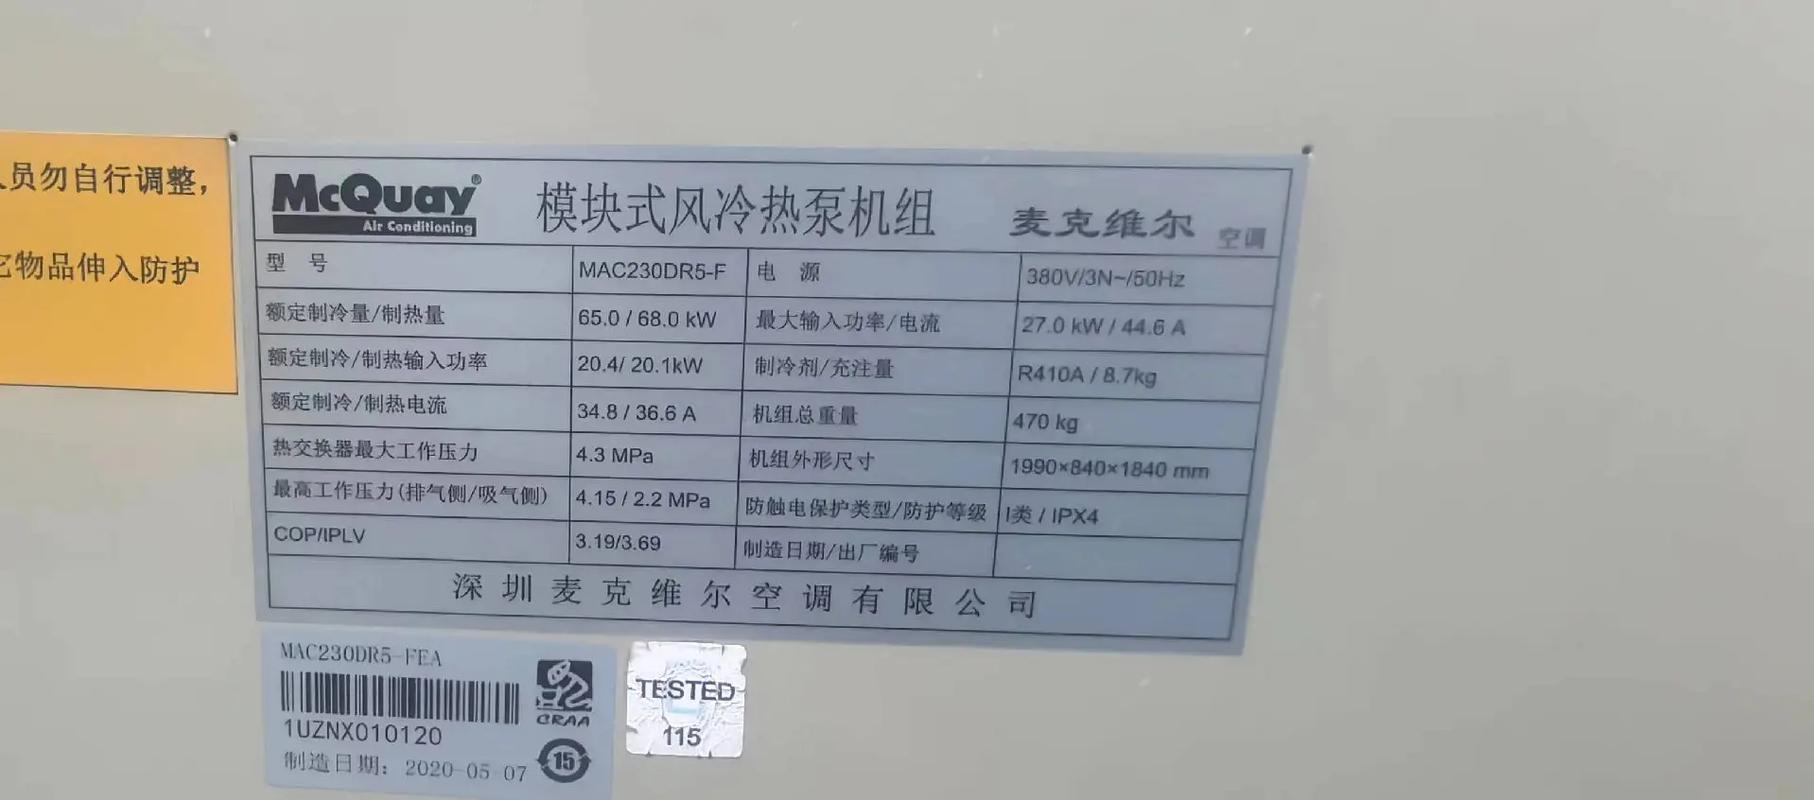 人员勿自行调整，
它物品伸入防护
McQuay®
Air Conditioning
模块式风冷热泵机组
麦克维尔 空调
型 号 MAC230DR5-F 电 源 380V/3N~/50Hz
额定制冷量/制热量 65.0 / 68.0 kW 最大输入功率/电流 27.0 kW / 44.6 A
额定制冷/制热输入功率 20.4/ 20.1kW 制冷剂/充注量 R410A / 8.7kg
额定制冷/制热电流 34.8 / 36.6 A 机组总重量 470 kg
热交换器最大工作压力 4.3 MPa 机组外形尺寸 1990×840×1840 mm
最高工作压力(排气侧/吸气侧) 4.15 / 2.2 MPa 防触电保护类型/防护等级 I类 / IPX4
COP/IPLV 3.19/3.69 制造日期/出厂编号
深圳麦克维尔空调有限公司
MAC230DR5-FEA
CRAA
1UZNX010120
制造日期: 2020-05-07
15
TESTED
115